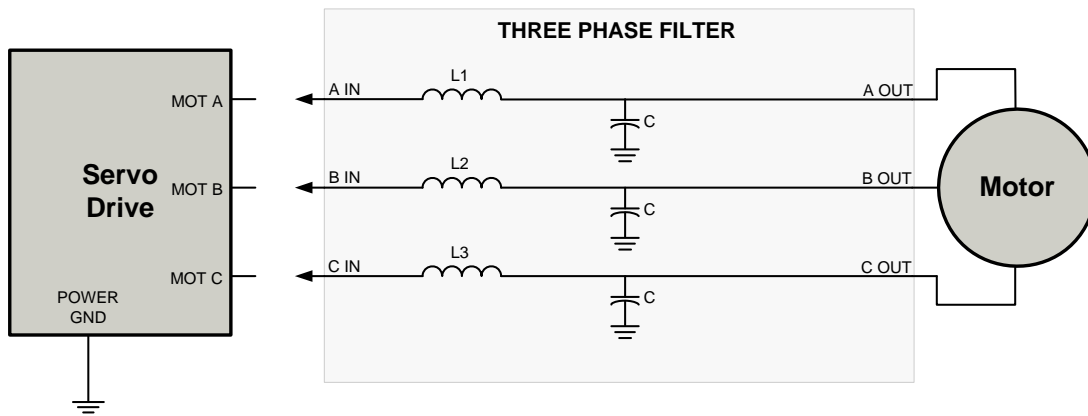 THREE PHASE FILTER
L1
MOT A
A IN
A OUT
C
Servo
Drive
L2
MOT B
B IN
B OUT
Motor
C
L3
MOT C
C IN
C OUT
C
POWER
GND